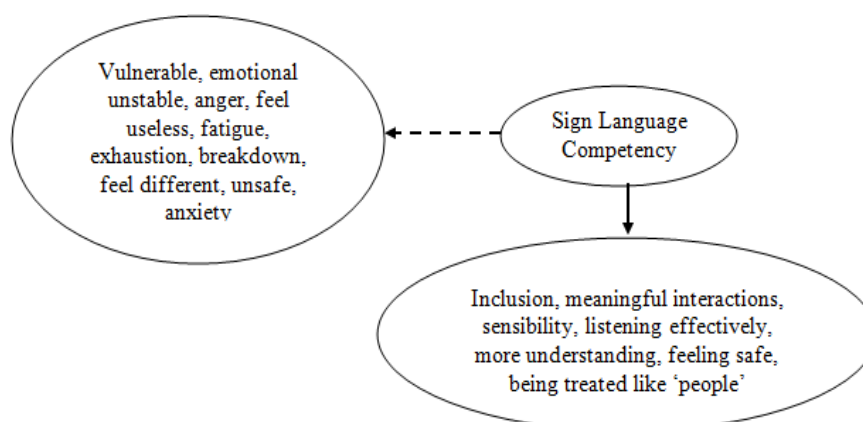 Vulnerable, emotional
unstable, anger, feel
useless, fatigue,
exhaustion, breakdown,
feel different, unsafe,
anxiety
Sign Language
Competency
Inclusion, meaningful interactions,
sensibility, listening effectively,
more understanding, feeling safe,
being treated like ‘people’